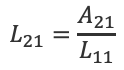 L₂₁ = A₂₁ / L₁₁